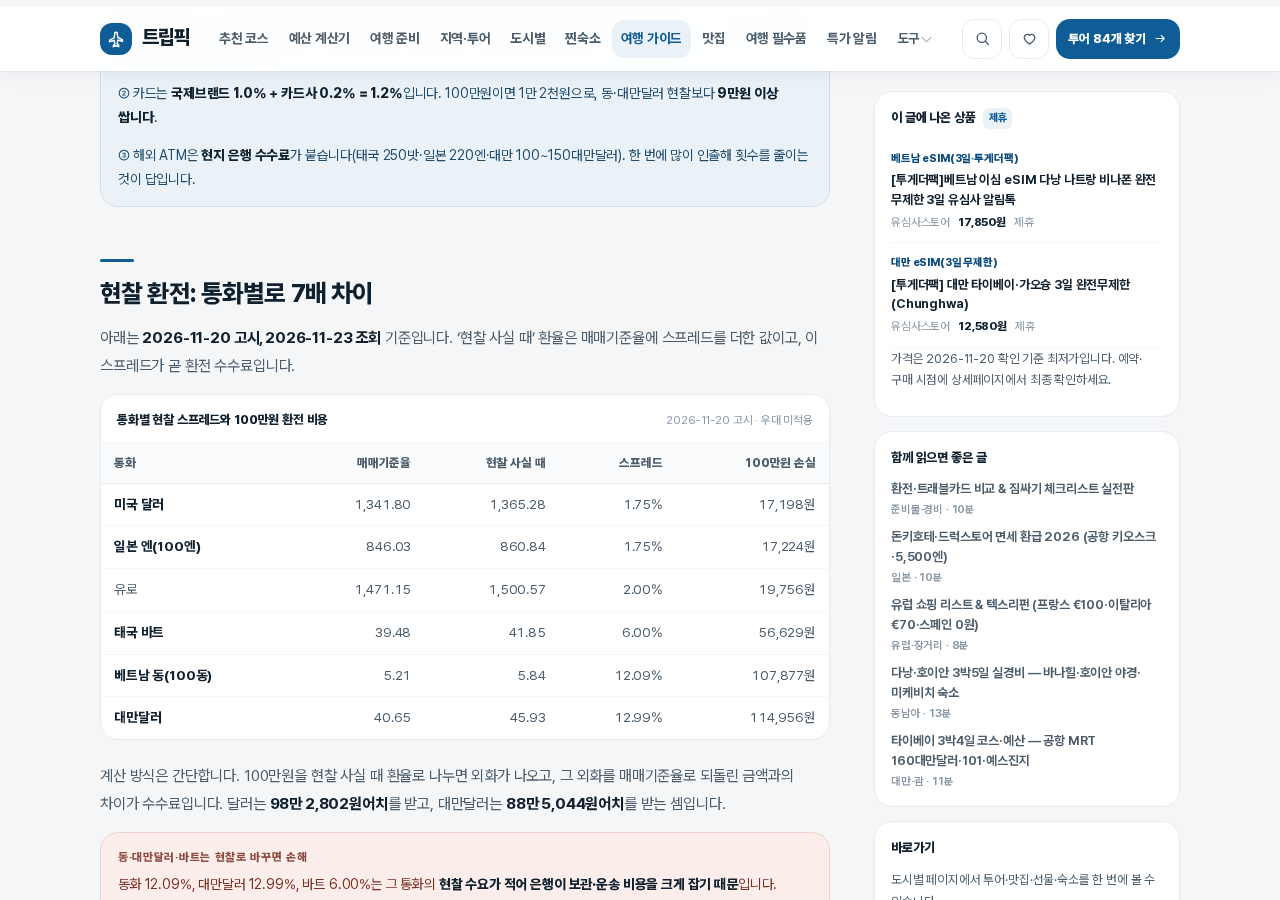 트립픽
추천 코스 예산 계산기 여행 준비 지역·투어 도시별 찐숙소 여행 가이드 맛집 여행 필수품 특가 알림 도구
투어 84개 찾기 →
② 카드는 국제브랜드 1.0% + 카드사 0.2% = 1.2%입니다. 100만원이면 1만 2천원으로, 동·대만달러 현찰보다 9만원 이상
쌉니다.
③ 해외 ATM은 현지 은행 수수료가 붙습니다(태국 250밧·일본 220엔·대만 100~150대만달러). 한 번에 많이 인출해 횟수를 줄이는
것이 답입니다.
현찰 환전: 통화별로 7배 차이
아래는 2026-11-20 고시, 2026-11-23 조회 기준입니다. ‘현찰 사실 때’ 환율은 매매기준율에 스프레드를 더한 값이고, 이
스프레드가 곧 환전 수수료입니다.
통화별 현찰 스프레드와 100만원 환전 비용 2026-11-20 고시 · 우대 미적용
통화 매매기준율 현찰 사실 때 스프레드 100만원 손실
미국 달러 1,341.80 1,365.28 1.75% 17,198원
일본 엔(100엔) 846.03 860.84 1.75% 17,224원
유로 1,471.15 1,500.57 2.00% 19,756원
태국 바트 39.48 41.85 6.00% 56,629원
베트남 동(100동) 5.21 5.84 12.09% 107,877원
대만달러 40.65 45.93 12.99% 114,956원
계산 방식은 간단합니다. 100만원을 현찰 사실 때 환율로 나누면 외화가 나오고, 그 외화를 매매기준율로 되돌린 금액과의
차이가 수수료입니다. 달러는 98만 2,802원어치를 받고, 대만달러는 88만 5,044원어치를 받는 셈입니다.
동·대만달러·바트는 현찰로 바꾸면 손해
동화 12.09%, 대만달러 12.99%, 바트 6.00%는 그 통화의 현찰 수요가 적어 은행이 보관·운송 비용을 크게 잡기 때문입니다.
이 글에 나온 상품 제휴
베트남 eSIM(3일·투게더팩)
[투게더팩]베트남 이심 eSIM 다낭 나트랑 비나폰 완전
무제한 3일 유심사 알림톡
유심사스토어 17,850원 제휴
대만 eSIM(3일 무제한)
[투게더팩] 대만 타이베이·가오슝 3일 완전무제한
(Chunghwa)
유심사스토어 12,580원 제휴
가격은 2026-11-20 확인 기준 최저가입니다. 예약·
구매 시점에 상세페이지에서 최종 확인하세요.
함께 읽으면 좋은 글
환전·트래블카드 비교 & 짐싸기 체크리스트 실전판
준비물·경비 · 10분
돈키호테·드럭스토어 면세 환급 2026 (공항 키오스크
·5,500엔)
일본 · 10분
유럽 쇼핑 리스트 & 텍스리펀 (프랑스 €100·이탈리아
€70·스페인 0원)
유럽·장거리 · 8분
다낭·호이안 3박5일 실경비 — 바나힐·호이안 야경·
미케비치 숙소
동남아 · 13분
타이베이 3박4일 코스·예산 — 공항 MRT
160대만달러·101·예스진지
대만·괌 · 11분
바로가기
도시별 페이지에서 투어·맛집·선물·숙소를 한 번에 볼 수